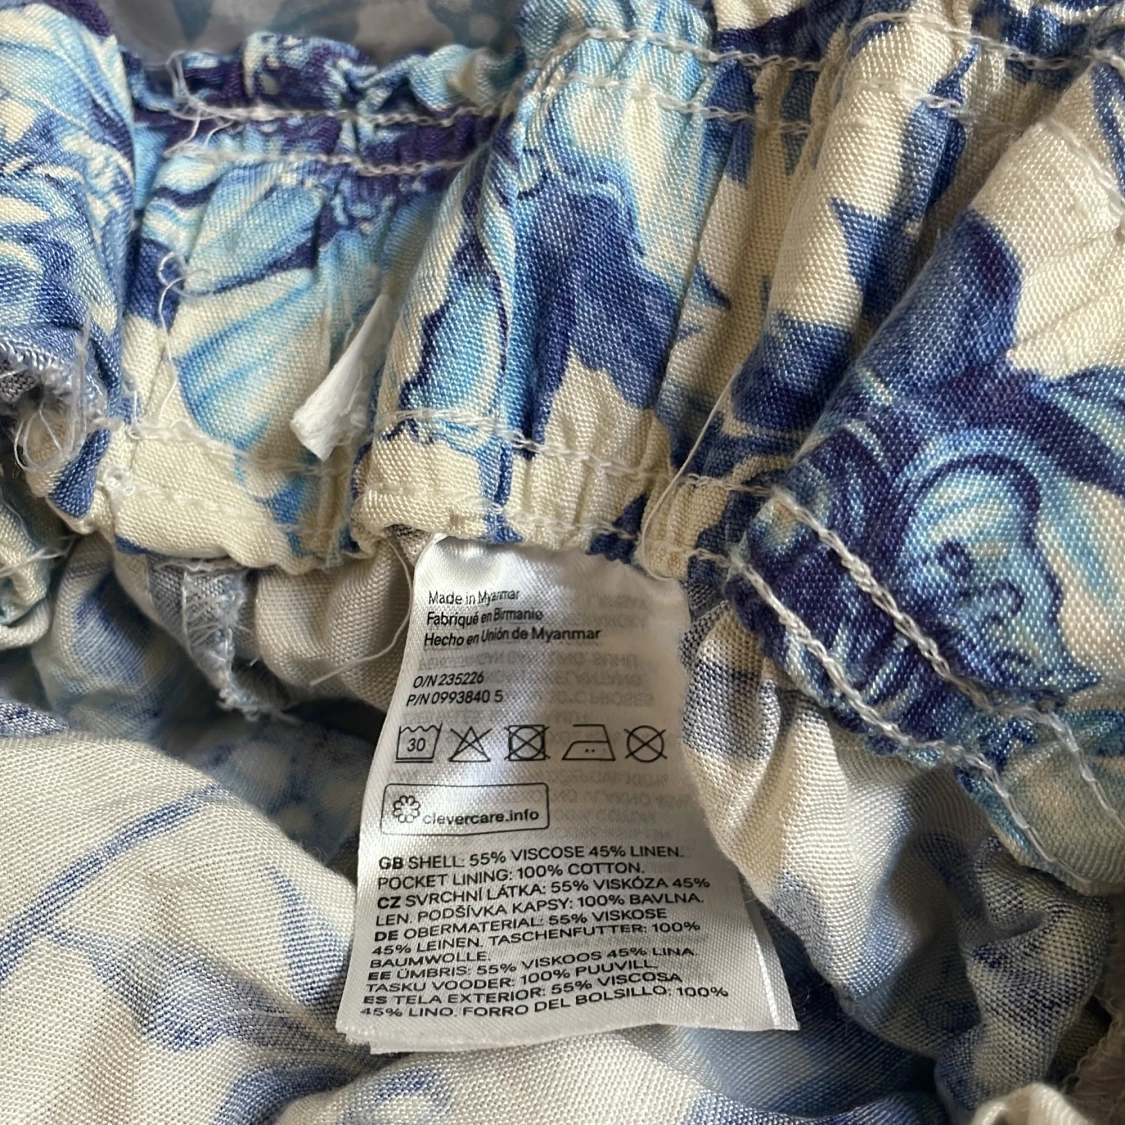 Made in Myanmar
Fabriqué en Birmanie
Hecho en Unión de Myanmar
O/N 235226
P/N 0993840 5
30
clevercare.info
GB SHELL: 55% VISCOSE 45% LINEN.
POCKET LINING: 100% COTTON.
CZ SVRCHNÍ LÁTKA: 55% VISKÓZA 45%
LEN. PODŠÍVKA KAPSY: 100% BAVLNA.
DE OBERMATERIAL: 55% VISKOSE
45% LEINEN. TASCHENFUTTER: 100%
BAUMWOLLE.
EE ÜMBRIS: 55% VISKOOS 45% LINA.
TASKU VOODER: 100% PUUVILL.
ES TELA EXTERIOR: 55% VISCOSA
45% LINO. FORRO DEL BOLSILLO: 100%